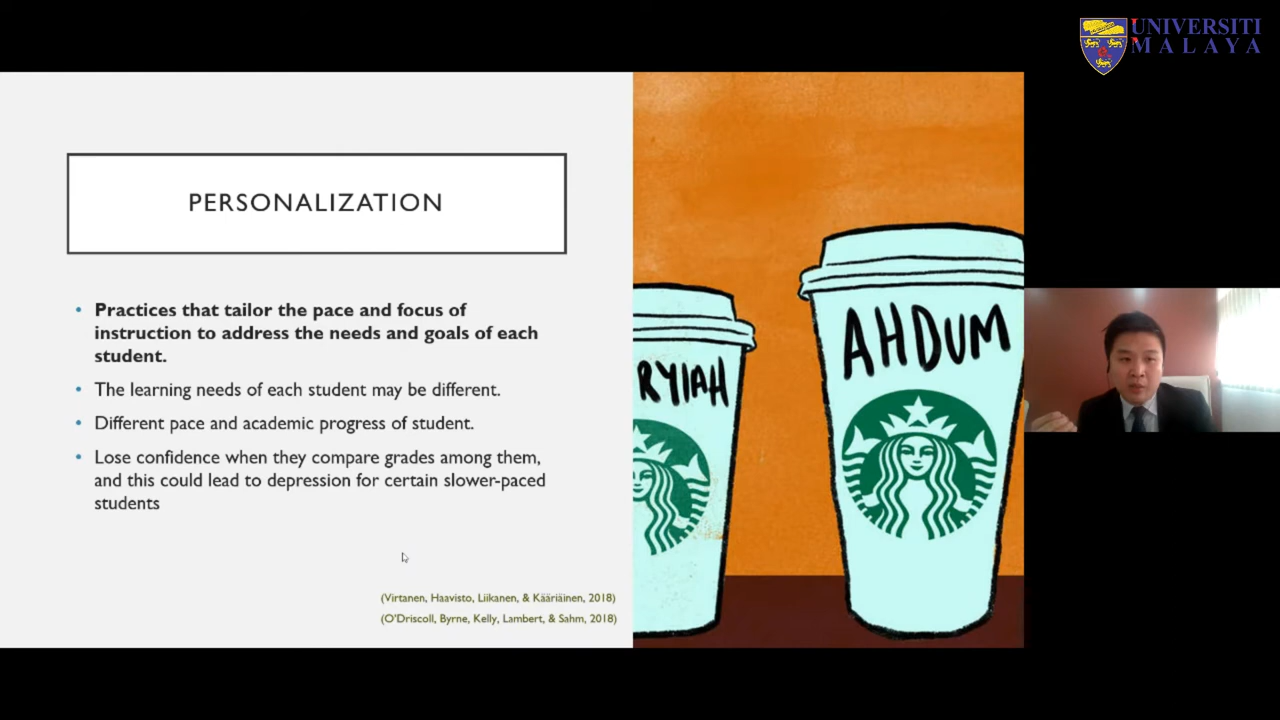 UNIVERSITI
MALAYA
PERSONALIZATION
• Practices that tailor the pace and focus of
instruction to address the needs and goals of each
student.
• The learning needs of each student may be different.
• Different pace and academic progress of student.
• Lose confidence when they compare grades among them,
and this could lead to depression for certain slower-paced
students
(Virtanen, Haavisto, Liikanen, & Kääriäinen, 2018)
(O'Driscoll, Byrne, Kelly, Lambert, & Sahm, 2018)
RYIAH
AHDUM